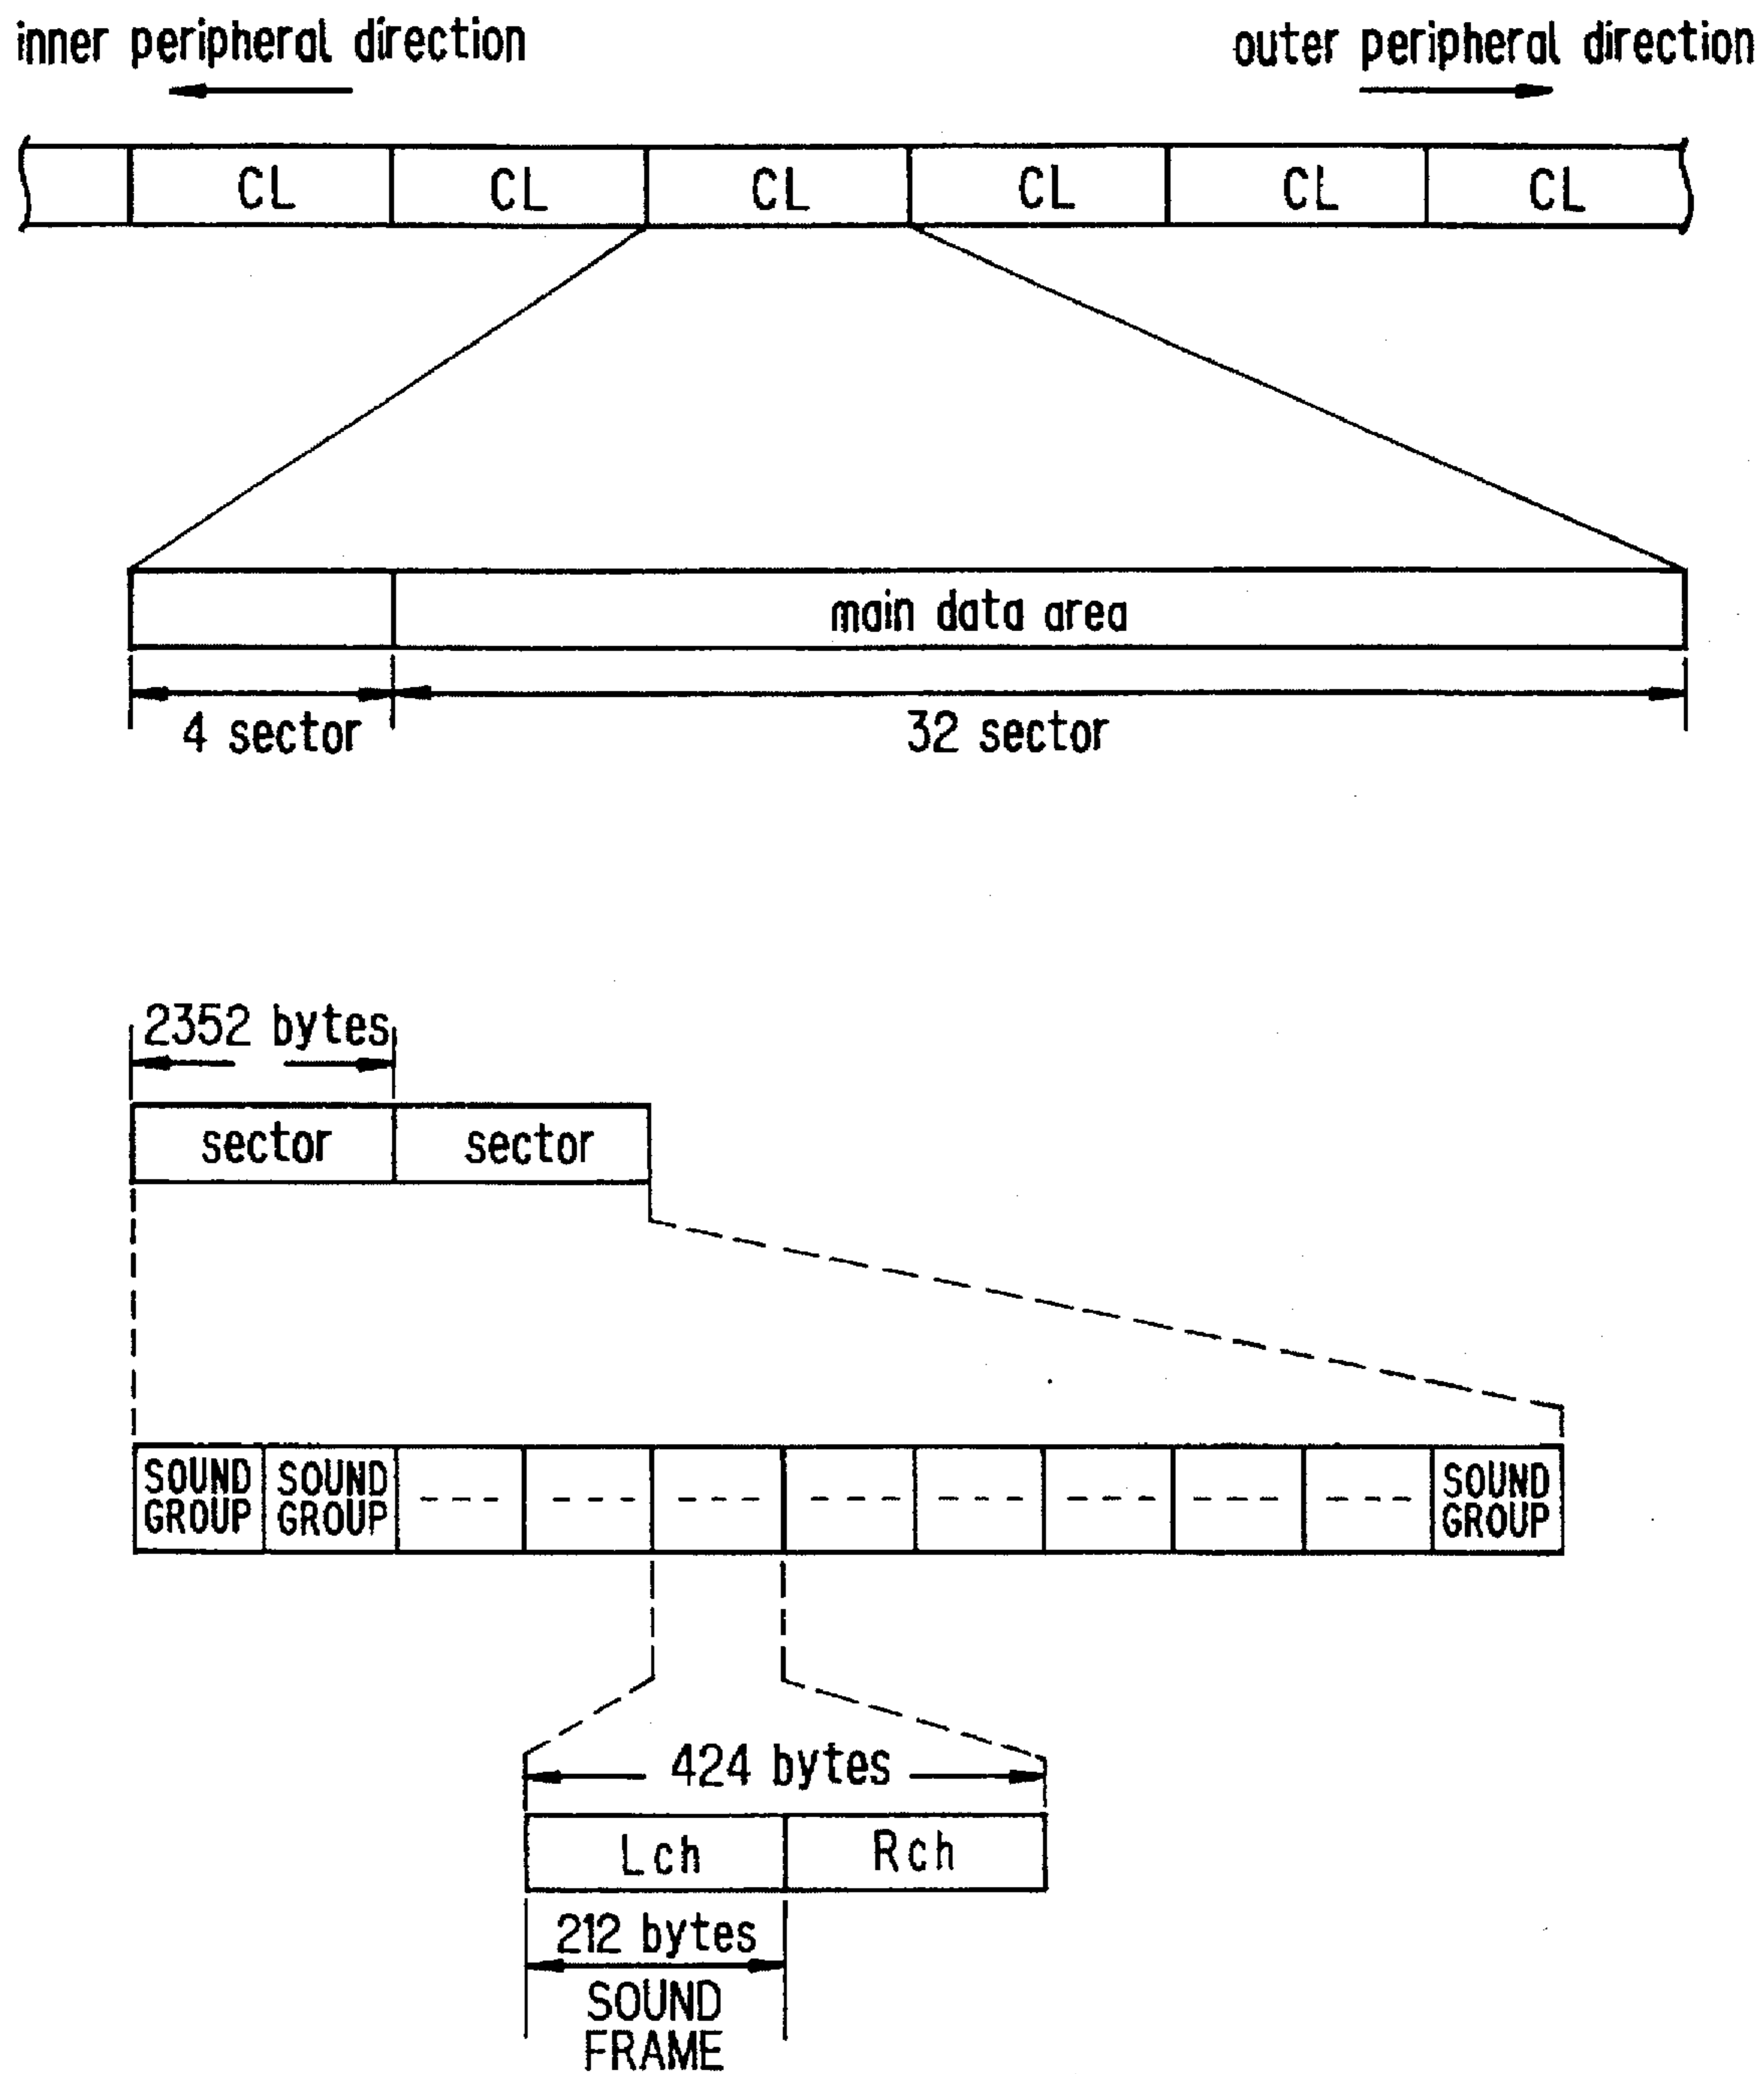 inner peripheral direction
outer peripheral direction
CL CL CL CL CL CL
main data area
4 sector
32 sector
2352 bytes
sector sector
SOUND GROUP
SOUND GROUP
SOUND GROUP
424 bytes
Lch Rch
212 bytes
SOUND
FRAME